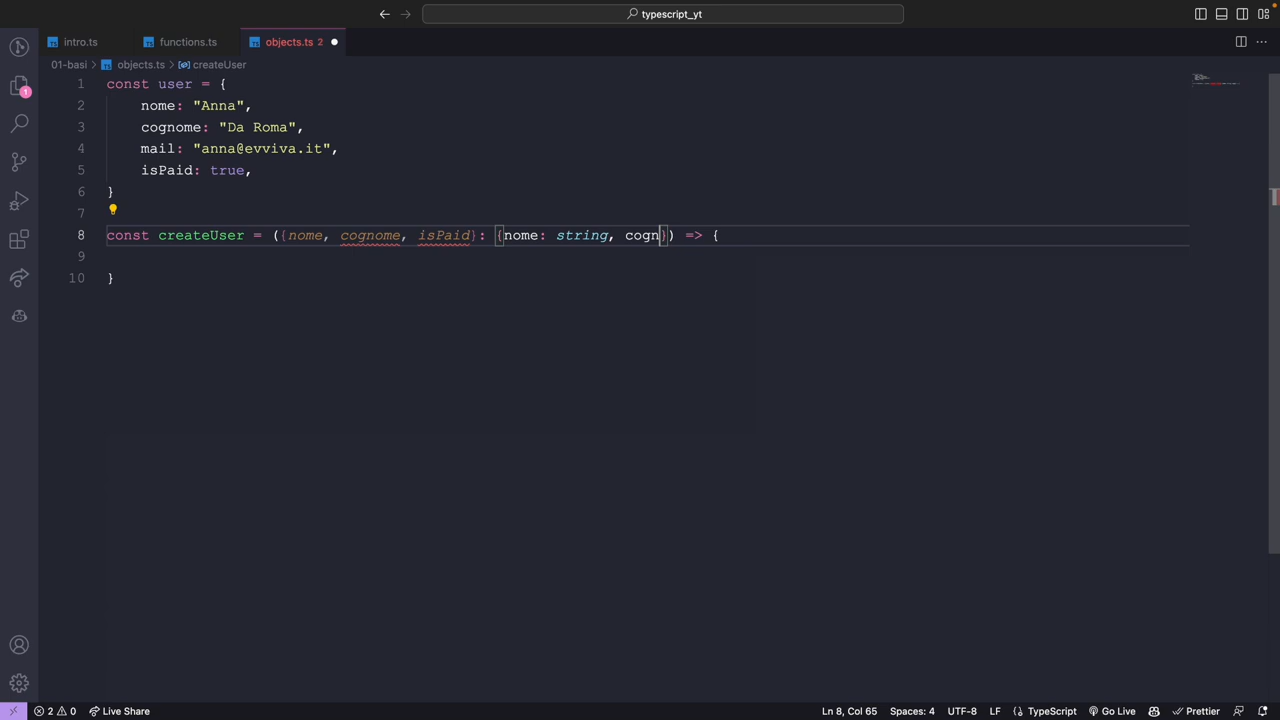 typescript_yt
intro.ts
functions.ts
objects.ts 2
01-basi > objects.ts > createUser
1 const user = {
2 nome: "Anna",
3 cognome: "Da Roma",
4 mail: "anna@evviva.it",
5 isPaid: true,
6 }
7
8 const createUser = ({nome, cognome, isPaid}: {nome: string, cogn}) => {
9
10 }
1
2 0 Live Share Ln 8, Col 65 Spaces: 4 UTF-8 LF TypeScript Go Live Prettier